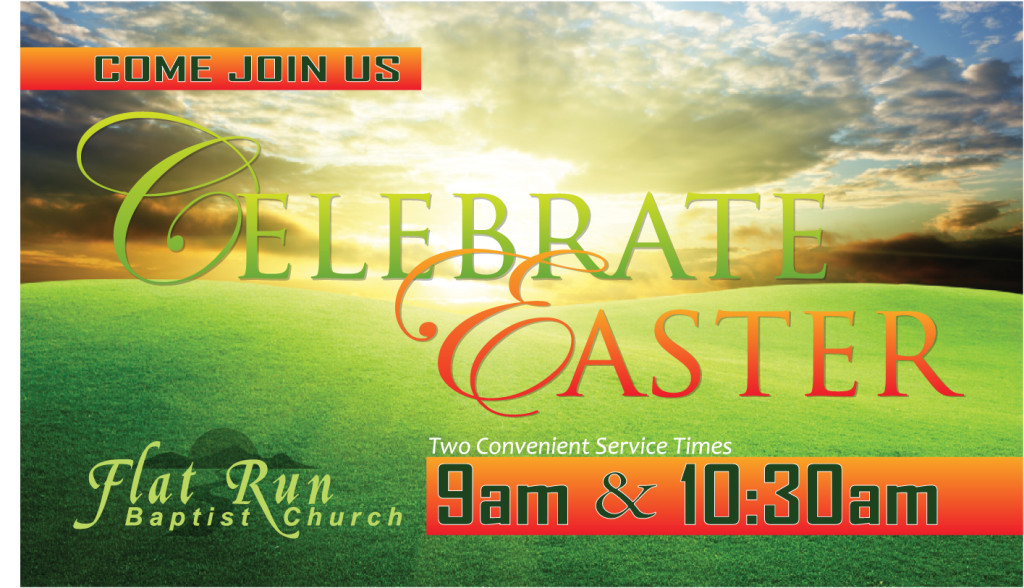 COME JOIN US
CELEBRATE
EASTER
Two Convenient Service Times
9am & 10:30am
Flat Run
Baptist Church